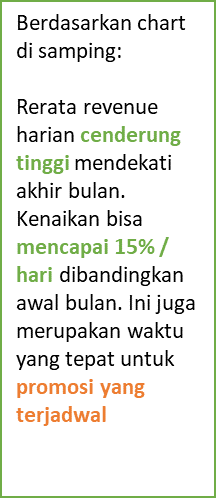 Berdasarkan chart
di samping:
Rerata revenue
harian cenderung
tinggi mendekati
akhir bulan.
Kenaikan bisa
mencapai 15% /
hari dibandingkan
awal bulan. Ini juga
merupakan waktu
yang tepat untuk
promosi yang
terjadwal